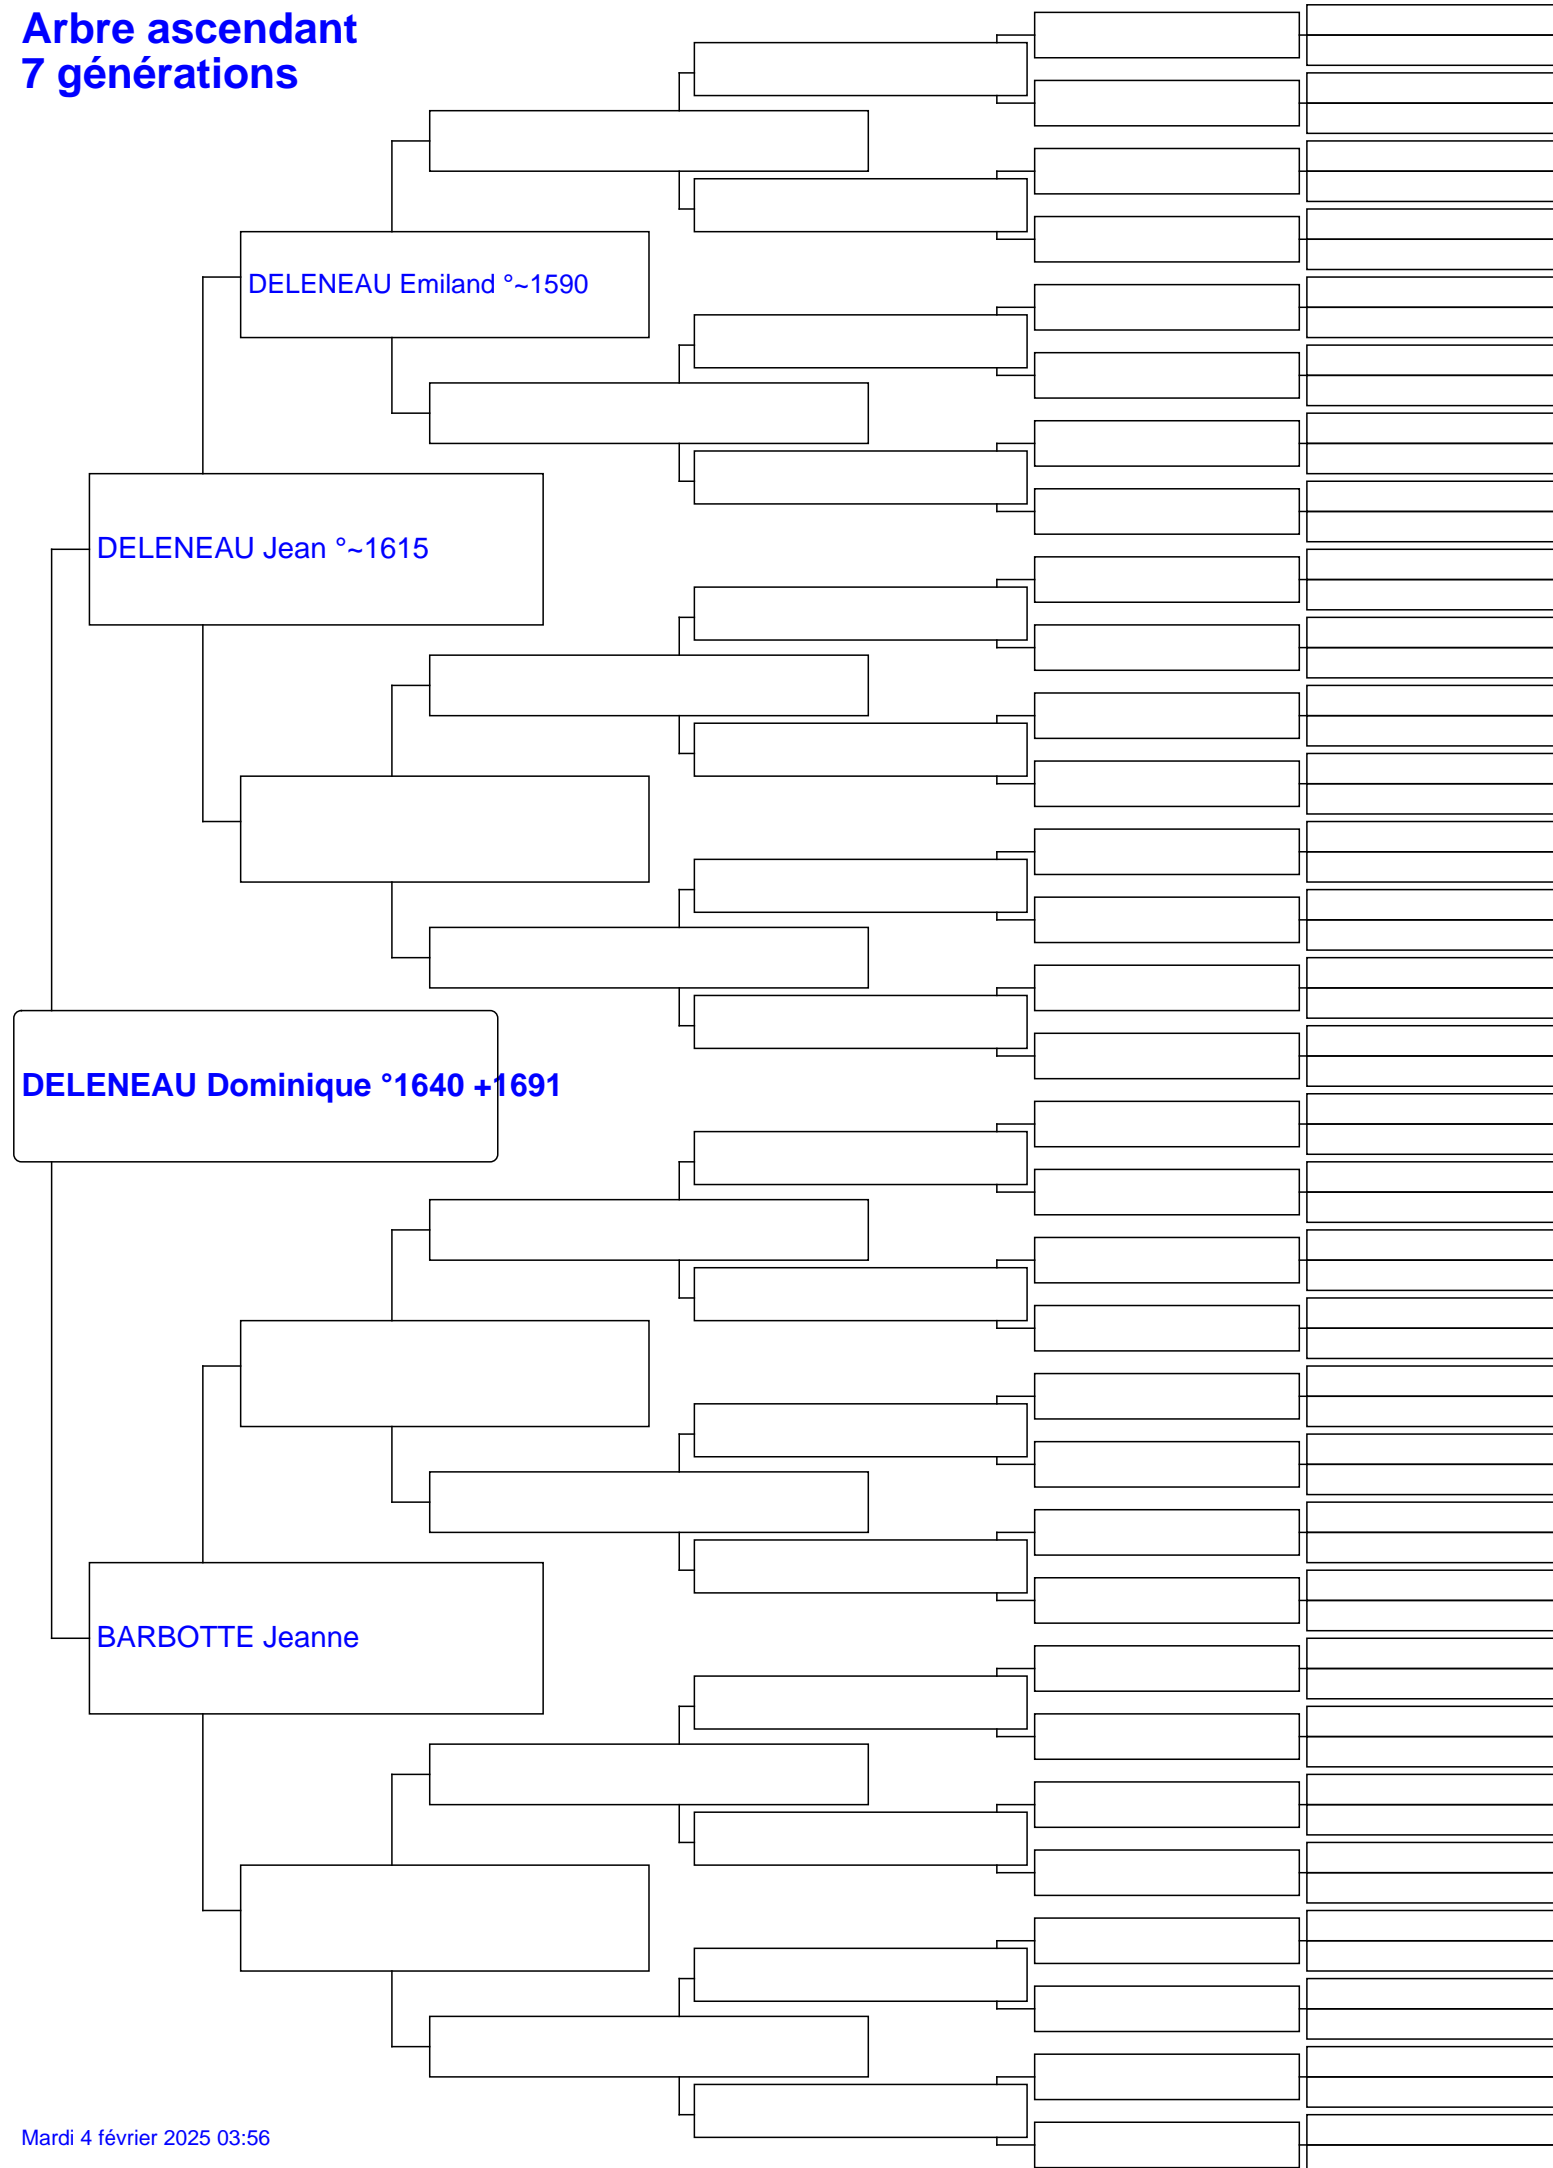 Arbre ascendant
7 générations
DELENEAU Emiland °~1590
DELENEAU Jean °~1615
DELENEAU Dominique °1640 +1691
BARBOTTE Jeanne
Mardi 4 février 2025 03:56